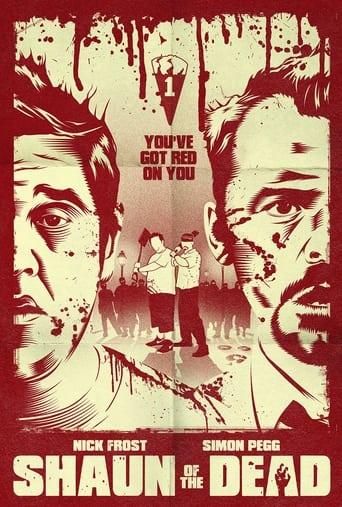 1
YOU'VE
GOT RED
ON YOU
NICK FROST SIMON PEGG
SHAUN OF THE DEAD